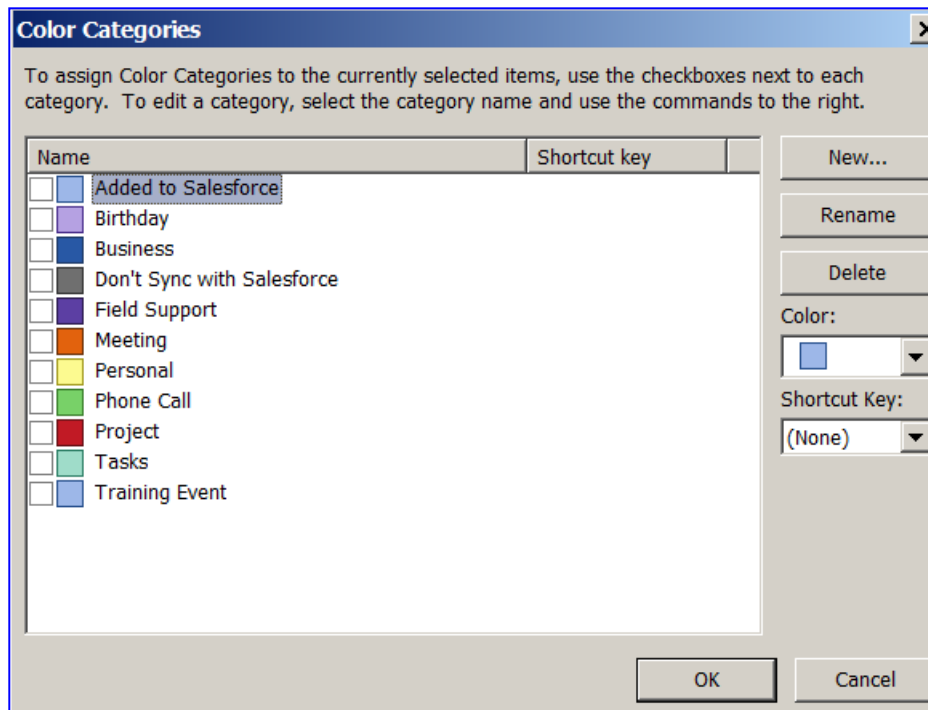 Color Categories
To assign Color Categories to the currently selected items, use the checkboxes next to each
category.  To edit a category, select the category name and use the commands to the right.
Name
Shortcut key
Added to Salesforce
Birthday
Business
Don't Sync with Salesforce
Field Support
Meeting
Personal
Phone Call
Project
Tasks
Training Event
New...
Rename
Delete
Color:
Shortcut Key:
(None)
OK
Cancel